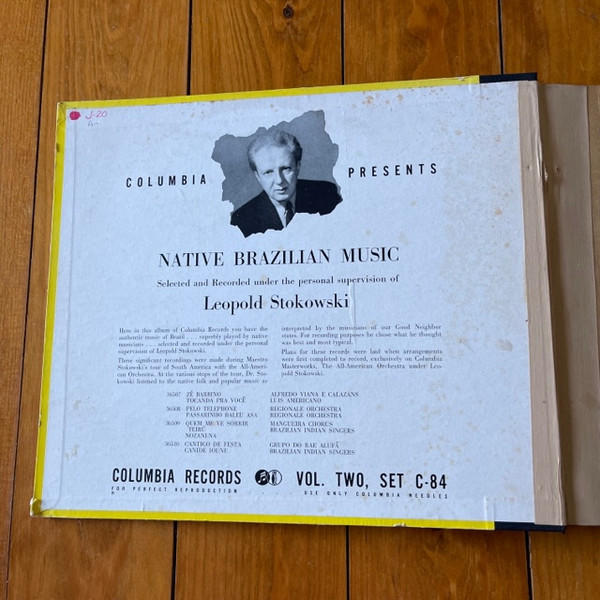 J-20
COLUMBIA PRESENTS
NATIVE BRAZILIAN MUSIC
Selected and Recorded under the personal supervision of
Leopold Stokowski
Here in this album of Columbia Records you have the
authentic music of Brazil . . . superbly played by native
musicians . . . selected and recorded under the personal
supervision of Leopold Stokowski.
These significant recordings were made during Maestro
Stokowski's tour of South America with the All-Ameri-
can Orchestra. At the various stops of the tour, Dr. Sto-
kowski listened to the native folk and popular music as
interpreted by the musicians of our Good Neighbor
states. For recording purposes he chose what he thought
was best and most typical.
Plans for these records were laid when arrangements
were first completed to record, exclusively on Columbia
Masterworks, The All-American Orchestra under Leo-
pold Stokowski.
36507 ZÉ BARBINO ALFREDO VIANA E CALAZANS
TOCANDA PRA VOCÊ LUIS AMERICANO
36508 PELO TELEPHONE REGIONALE ORCHESTRA
PASSARINHO BALEU ASA REGIONALE ORCHESTRA
36509 QUEM ME VE SORRIR MANGUEIRA CHORUS
TEIRÚ BRAZILIAN INDIAN SINGERS
NOZANI.NA
36510 CANTIGO DE FESTA GRUPO DO RAE ALUFÁ
CANIDE IOUNE BRAZILIAN INDIAN SINGERS
COLUMBIA RECORDS VOL. TWO, SET C-84
FOR PERFECT REPRODUCTION USE ONLY COLUMBIA NEEDLES